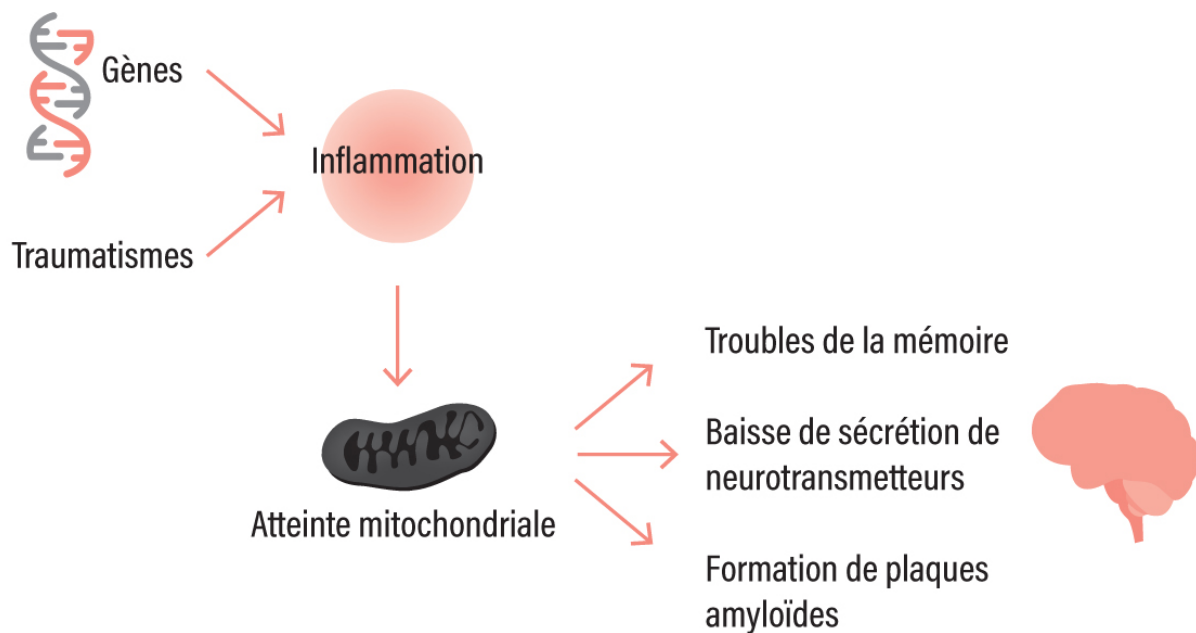 Gènes
Inflammation
Traumatismes
Troubles de la mémoire
Baisse de sécrétion de
neurotransmetteurs
Atteinte mitochondriale
Formation de plaques
amyloïdes